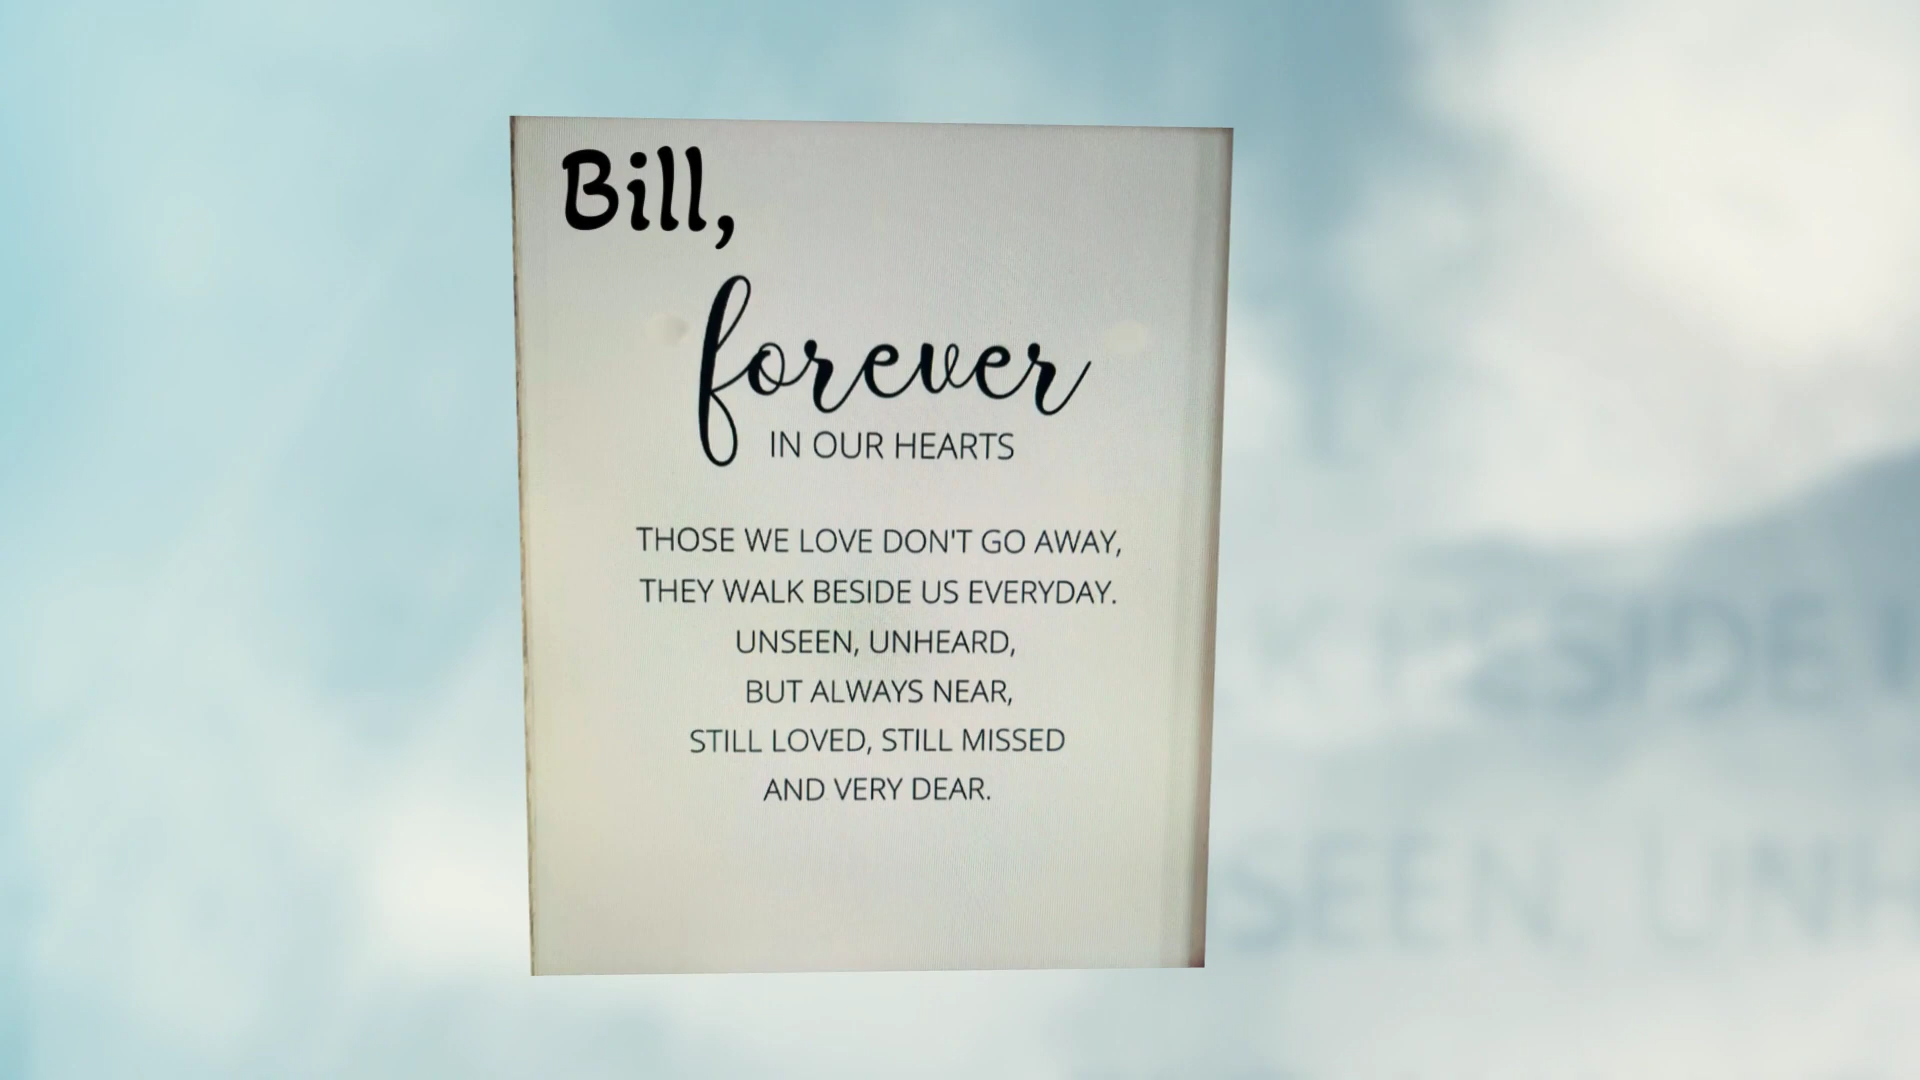 Bill,
forever
IN OUR HEARTS
THOSE WE LOVE DON'T GO AWAY,
THEY WALK BESIDE US EVERYDAY.
UNSEEN, UNHEARD,
BUT ALWAYS NEAR,
STILL LOVED, STILL MISSED
AND VERY DEAR.